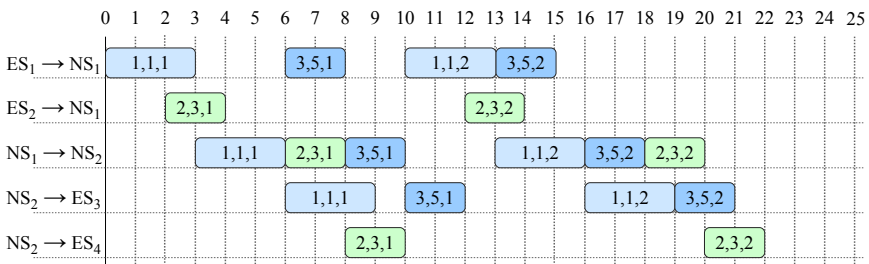 0 1 2 3 4 5 6 7 8 9 10 11 12 13 14 15 16 17 18 19 20 21 22 23 24 25
ES₁ → NS₁ 1,1,1 3,5,1 1,1,2 3,5,2
ES₂ → NS₁ 2,3,1 2,3,2
NS₁ → NS₂ 1,1,1 2,3,1 3,5,1 1,1,2 3,5,2 2,3,2
NS₂ → ES₃ 1,1,1 3,5,1 1,1,2 3,5,2
NS₂ → ES₄ 2,3,1 2,3,2